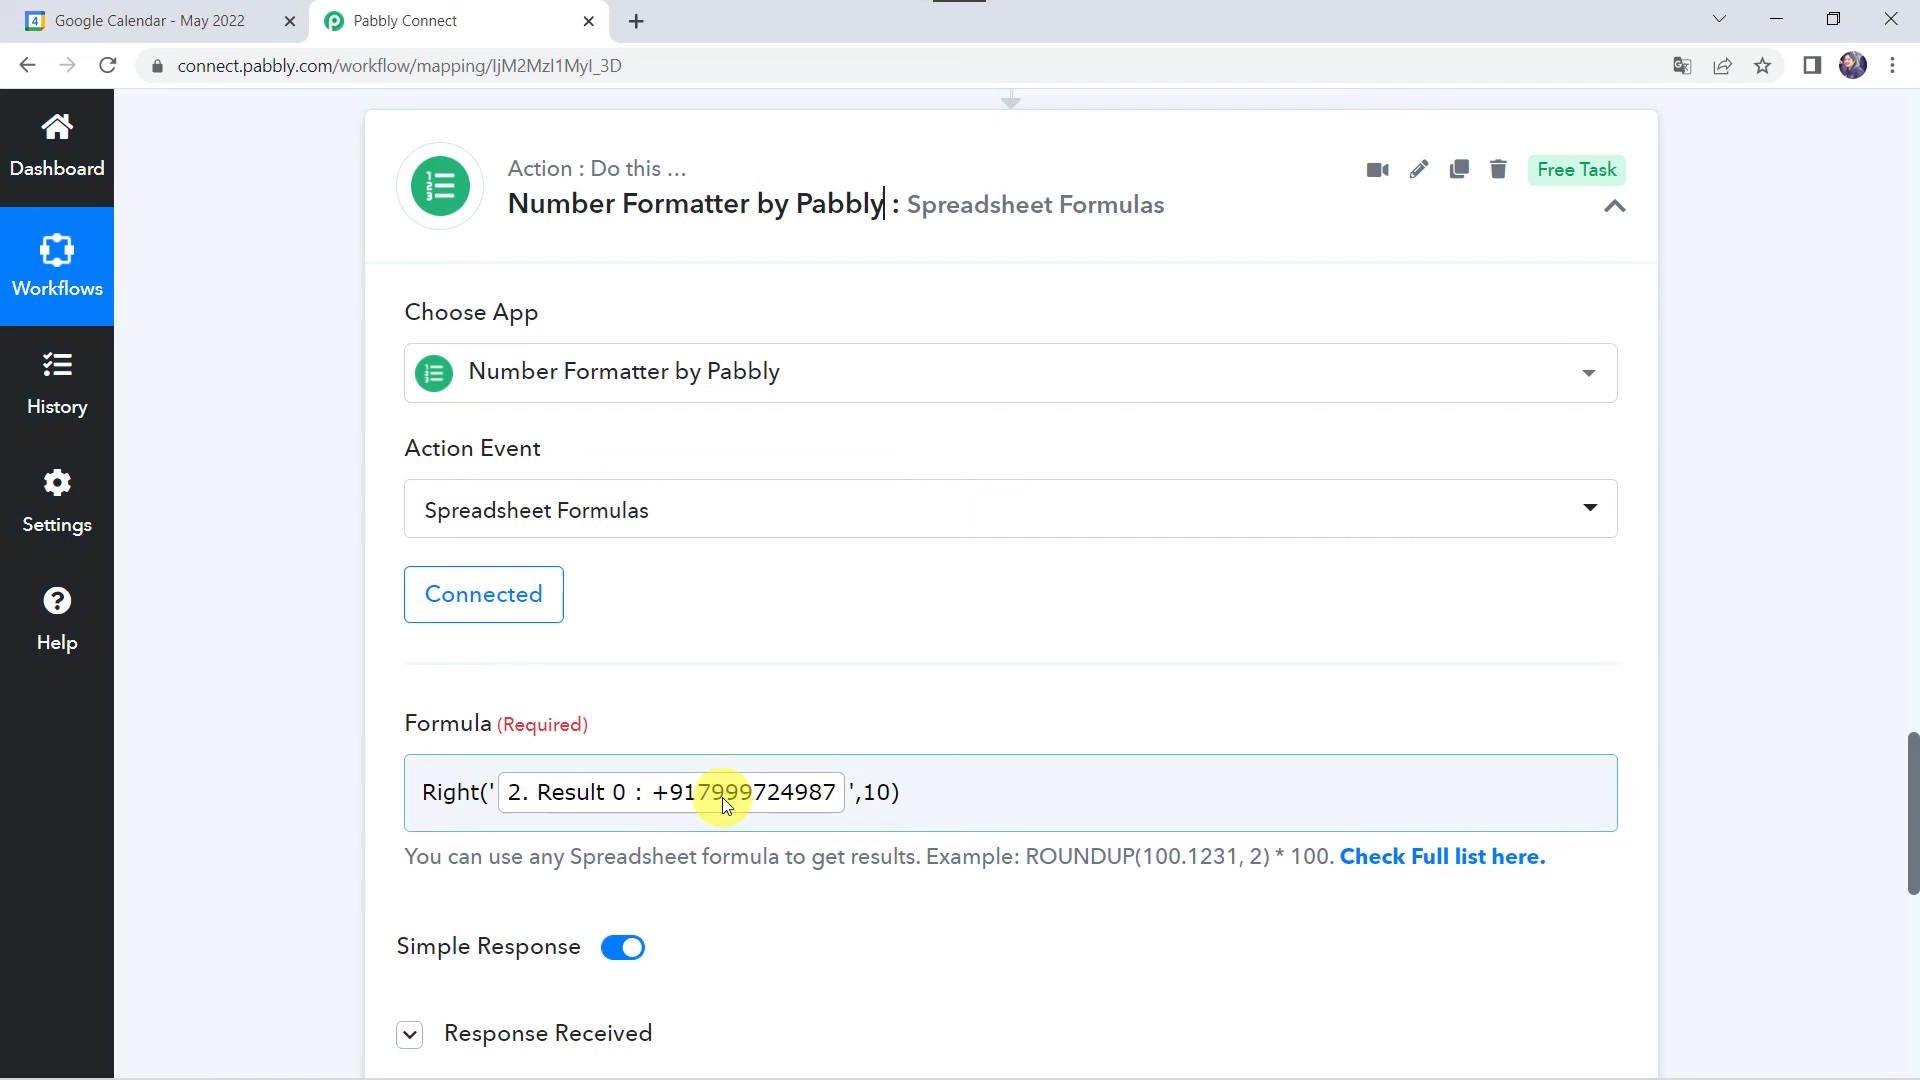 Google Calendar - May 2022
Pabbly Connect
connect.pabbly.com/workflow/mapping/IjM2MzI1MyI_3D
Dashboard
Workflows
History
Settings
Help
Action : Do this ...
Number Formatter by Pabbly : Spreadsheet Formulas
Free Task
Choose App
Number Formatter by Pabbly
Action Event
Spreadsheet Formulas
Connected
Formula (Required)
Right(' 2. Result 0 : +917999724987 ',10)
You can use any Spreadsheet formula to get results. Example: ROUNDUP(100.1231, 2) * 100. Check Full list here.
Simple Response
Response Received